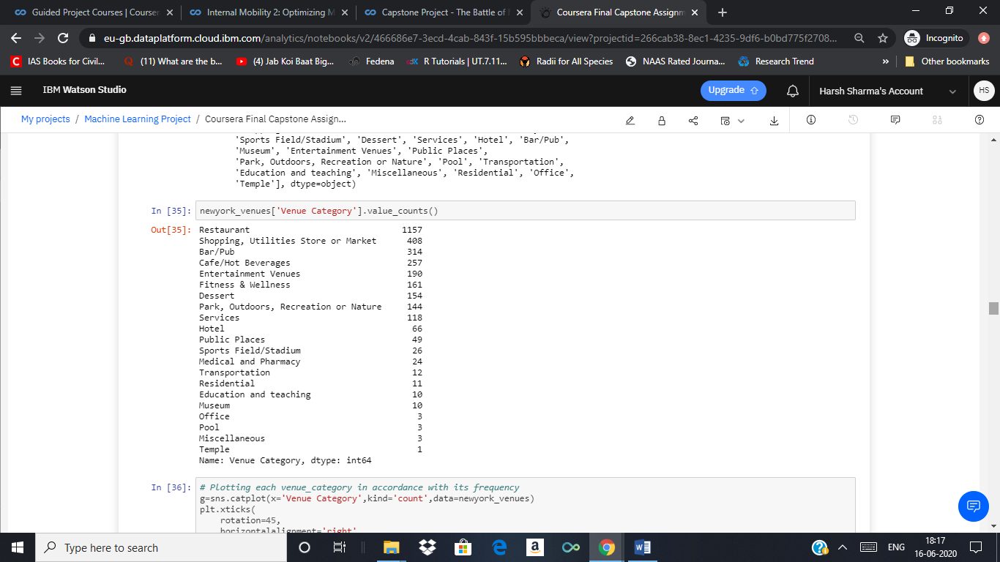 Guided Project Courses | Courser
Internal Mobility 2: Optimizing M
Capstone Project - The Battle of
Coursera Final Capstone Assignm
eu-gb.dataplatform.cloud.ibm.com/analytics/notebooks/v2/466686e7-3ecd-4cab-843f-15b595bbbeca/view?projectid=266cab38-8ec1-4235-9df6-b0bd775f2708...
Incognito
IAS Books for Civil...
(11) What are the b...
(4) Jab Koi Baat Big...
Fedena
R Tutorials | UT.7.11...
Radii for All Species
NAAS Rated Journa...
Research Trend
»
Other bookmarks
IBM Watson Studio
Upgrade
Harsh Sharma's Account
HS
My projects / Machine Learning Project / Coursera Final Capstone Assign...
'Sports Field/Stadium', 'Dessert', 'Services', 'Hotel', 'Bar/Pub',
'Museum', 'Entertainment Venues', 'Public Places',
'Park, Outdoors, Recreation or Nature', 'Pool', 'Transportation',
'Education and teaching', 'Miscellaneous', 'Residential', 'Office',
'Temple'], dtype=object)
In [35]: newyork_venues['Venue Category'].value_counts()
Out[35]: Restaurant 1157
Shopping, Utilities Store or Market 408
Bar/Pub 314
Cafe/Hot Beverages 257
Entertainment Venues 190
Fitness & Wellness 161
Dessert 154
Park, Outdoors, Recreation or Nature 144
Services 118
Hotel 66
Public Places 49
Sports Field/Stadium 26
Medical and Pharmacy 24
Transportation 12
Residential 11
Education and teaching 10
Museum 10
Office 3
Pool 3
Miscellaneous 3
Temple 1
Name: Venue Category, dtype: int64
In [36]: # Plotting each venue_category in accordance with its frequency
g=sns.catplot(x='Venue Category',kind='count',data=newyork_venues)
plt.xticks(
rotation=45,
horizontalalignment='right'
Type here to search
ENG
18:17
16-06-2020